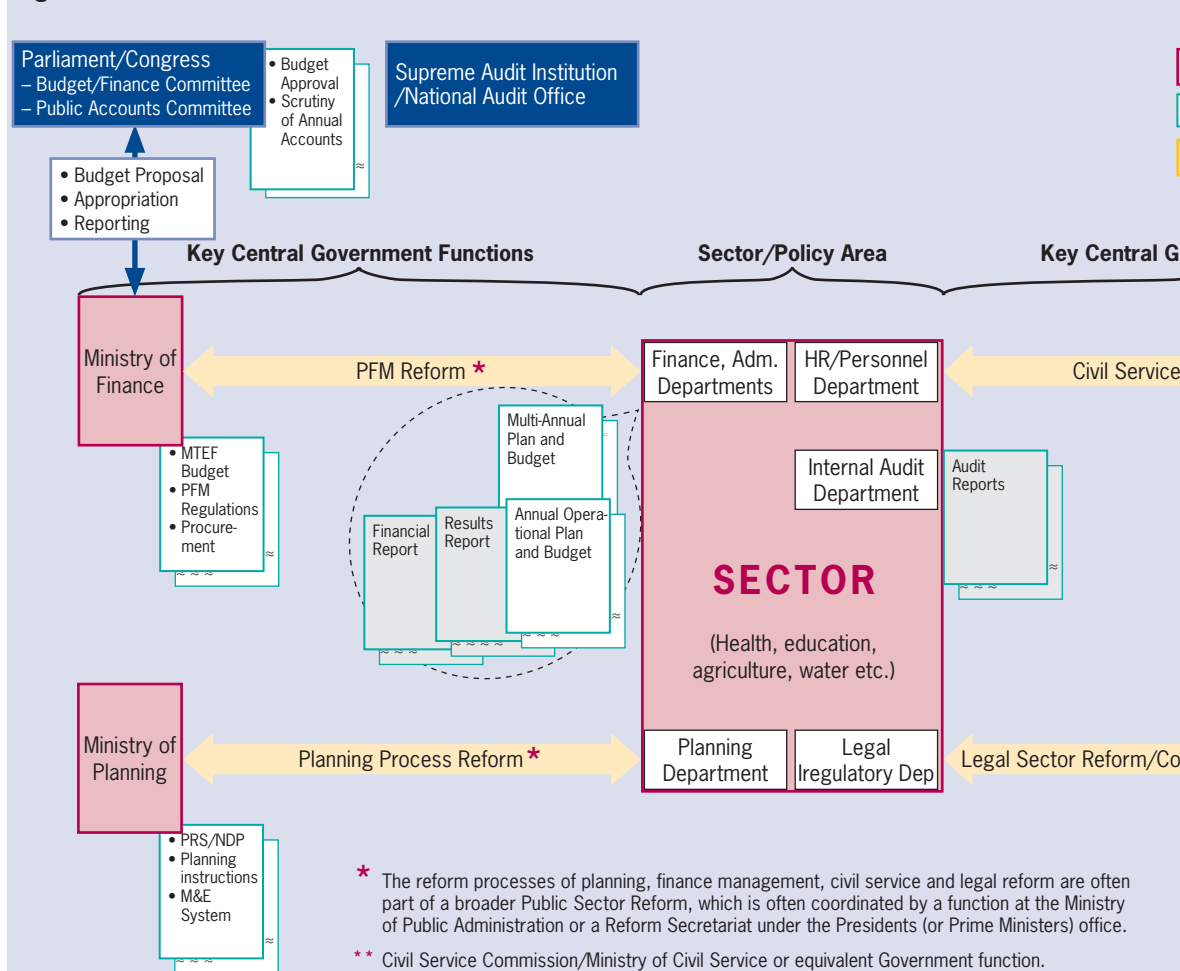 Parliament/Congress
– Budget/Finance Committee
– Public Accounts Committee
• Budget
Approval
• Scrutiny
of Annual
Accounts
Supreme Audit Institution
/National Audit Office
• Budget Proposal
• Appropriation
• Reporting
Key Central Government Functions
Sector/Policy Area
Key Central G
Ministry of
Finance
PFM Reform *
Finance, Adm.
Departments
HR/Personnel
Department
Civil Service
• MTEF
Budget
• PFM
Regulations
• Procure-
ment
Multi-Annual
Plan and
Budget
Financial
Report
Results
Report
Annual Opera-
tional Plan
and Budget
Internal Audit
Department
Audit
Reports
SECTOR
(Health, education,
agriculture, water etc.)
Ministry of
Planning
Planning Process Reform *
Planning
Department
Legal
Iregulatory Dep
Legal Sector Reform/Co
• PRS/NDP
• Planning
instructions
• M&E
System
* The reform processes of planning, finance management, civil service and legal reform are often
part of a broader Public Sector Reform, which is often coordinated by a function at the Ministry
of Public Administration or a Reform Secretariat under the Presidents (or Prime Ministers) office.
** Civil Service Commission/Ministry of Civil Service or equivalent Government function.